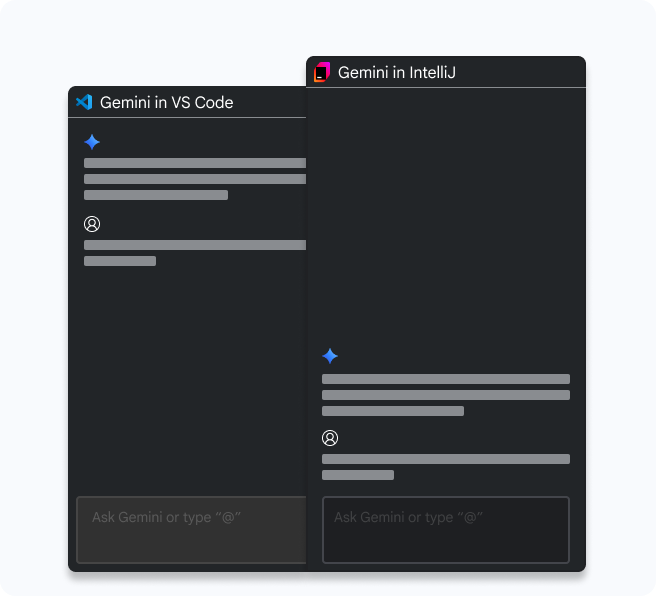 Gemini in VS Code
Ask Gemini or type “@”
Gemini in IntelliJ
Ask Gemini or type “@”